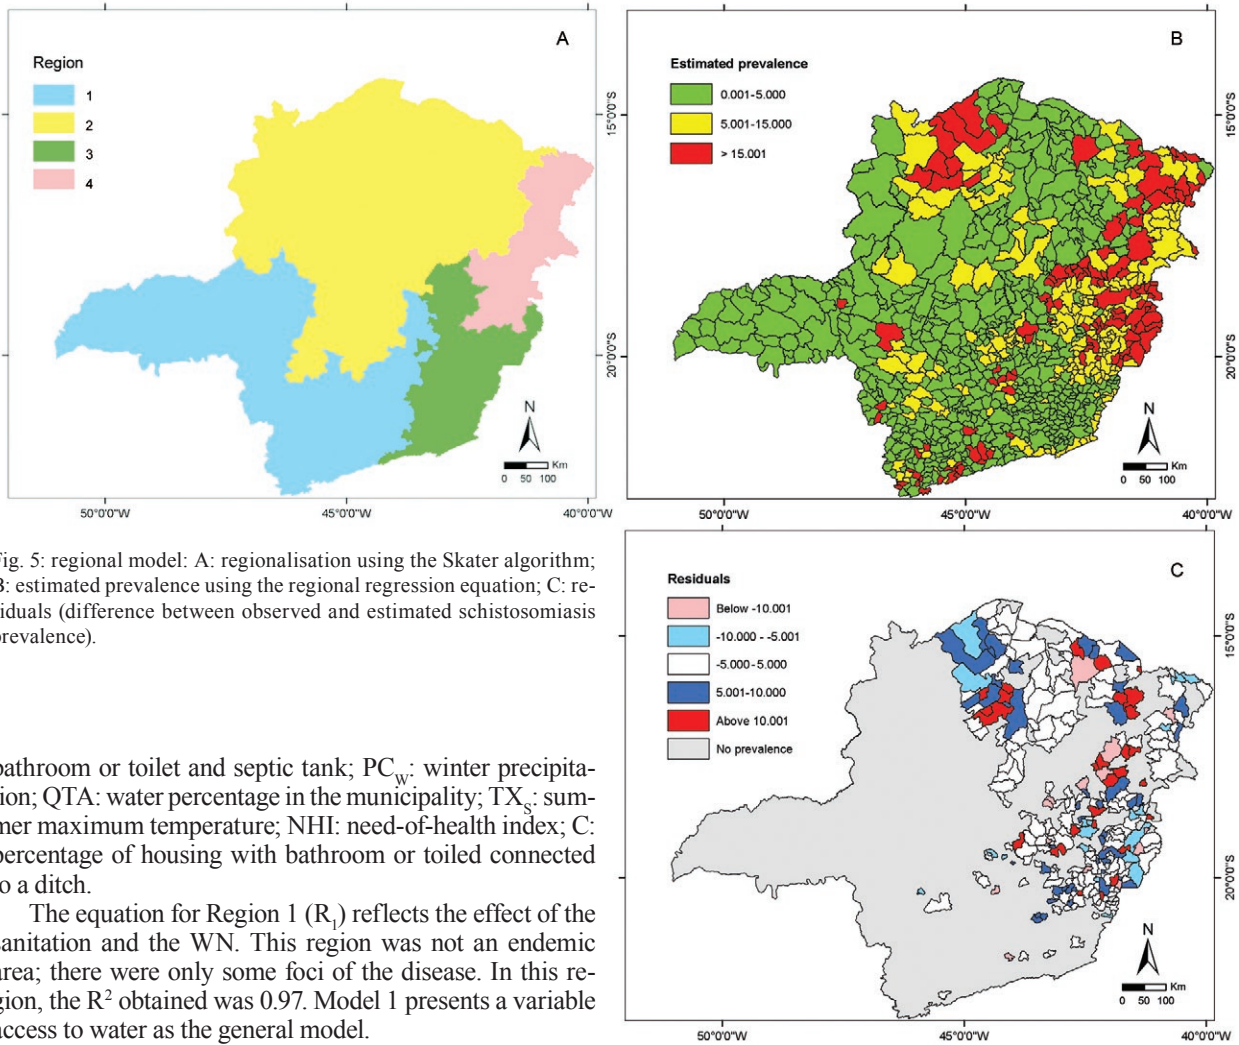 A
Region
1
2
3
4
N
0 50 100 Km
15°0'0"S
20°0'0"S
50°0'0"W 45°0'0"W 40°0'0"W
B
Estimated prevalence
0.001-5.000
5.001-15.000
> 15.001
N
0 50 100 Km
15°0'0"S
20°0'0"S
50°0'0"W 45°0'0"W 40°0'0"W
Fig. 5: regional model: A: regionalisation using the Skater algorithm;
B: estimated prevalence using the regional regression equation; C: re-
iduals (difference between observed and estimated schistosomiasis
prevalence).
C
Residuals
Below -10.001
-10.000 - -5.001
-5.000-5.000
5.001-10.000
Above 10.001
No prevalence
N
0 50 100 Km
15°0'0"S
20°0'0"S
50°0'0"W 45°0'0"W 40°0'0"W
bathroom or toilet and septic tank; PC_W: winter precipita-
ion; QTA: water percentage in the municipality; TX_S: sum-
mer maximum temperature; NHI: need-of-health index; C:
percentage of housing with bathroom or toiled connected
o a ditch.
The equation for Region 1 (R₁) reflects the effect of the
sanitation and the WN. This region was not an endemic
area; there were only some foci of the disease. In this re-
gion, the R² obtained was 0.97. Model 1 presents a variable
access to water as the general model.